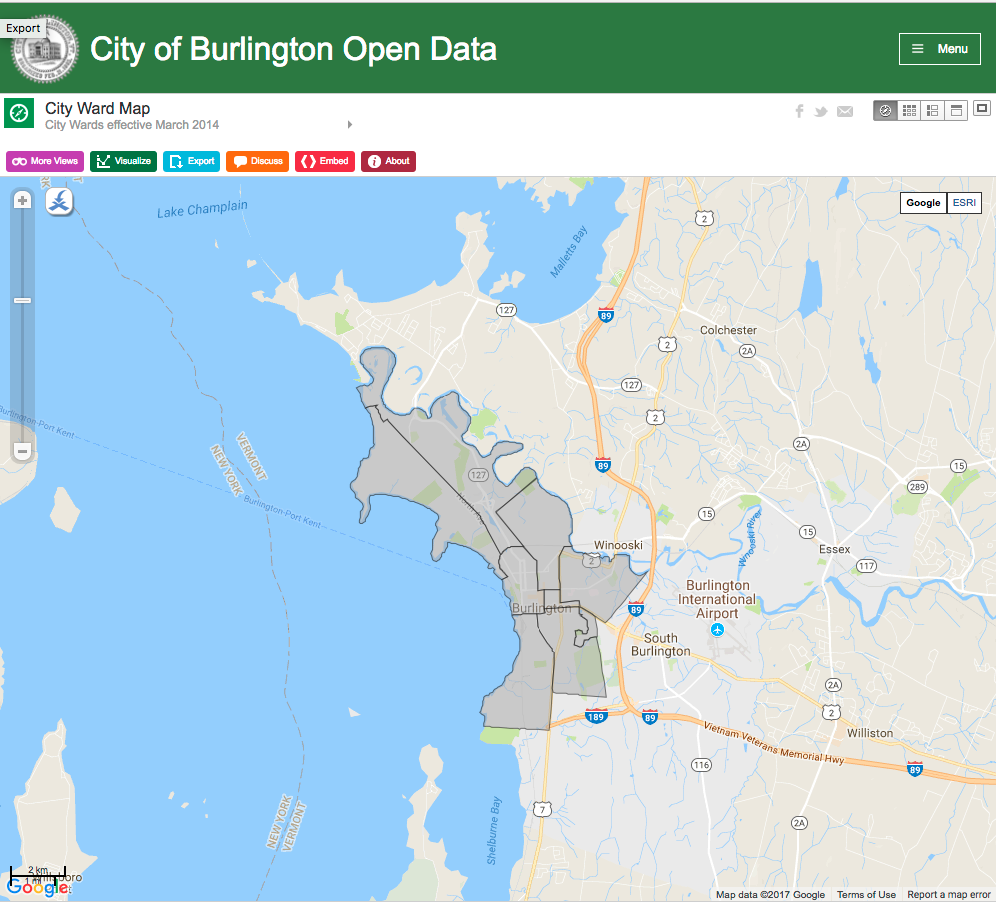 Export
City of Burlington Open Data
Menu
City Ward Map
City Wards effective March 2014
More Views
Visualize
Export
Discuss
Embed
About
Lake Champlain
Malletts Bay
Google
ESRI
2
127
89
Colchester
2
2A
127
2
2A
Burlington-Port Kent
VERMONT
NEW YORK
89
15
127
289
Burlington-Port Kent
15
Winooski River
15
Winooski
Essex
2
117
Burlington
International
Airport
Burlington
89
South
Burlington
2A
189
89
2
Vietnam Veterans Memorial Hwy
Williston
116
89
NEW YORK
VERMONT
Shelburne Bay
7
2A
2 km
1 mi
Google
Map data ©2017 Google
Terms of Use
Report a map error